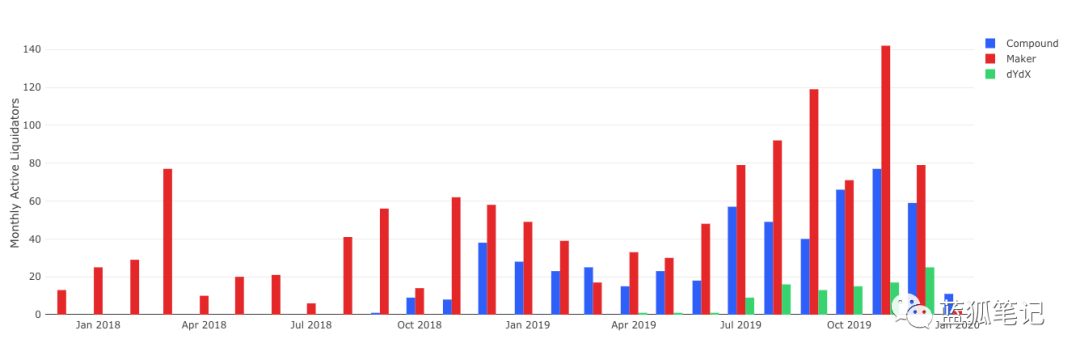 Compound
Maker
dYdX
Monthly Active Liquidators
140
120
100
80
60
40
20
0
Jan 2018
Apr 2018
Jul 2018
Oct 2018
Jan 2019
Apr 2019
Jul 2019
Oct 2019
Jan 2020
蓝狐笔记